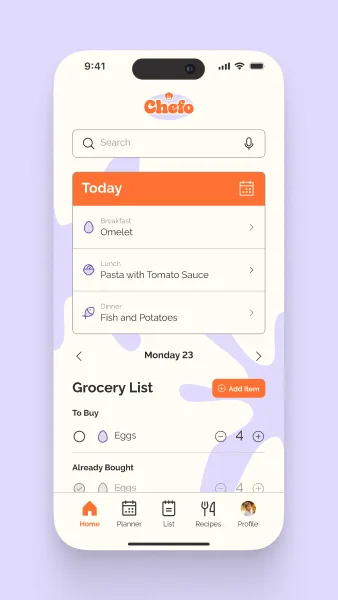 9:41
Chefo
Search
Today
Breakfast
Omelet
Lunch
Pasta with Tomato Sauce
Dinner
Fish and Potatoes
Monday 23
Grocery List
Add Item
To Buy
Eggs
4
Already Bought
Eggs
4
Home
Planner
List
Recipes
Profile